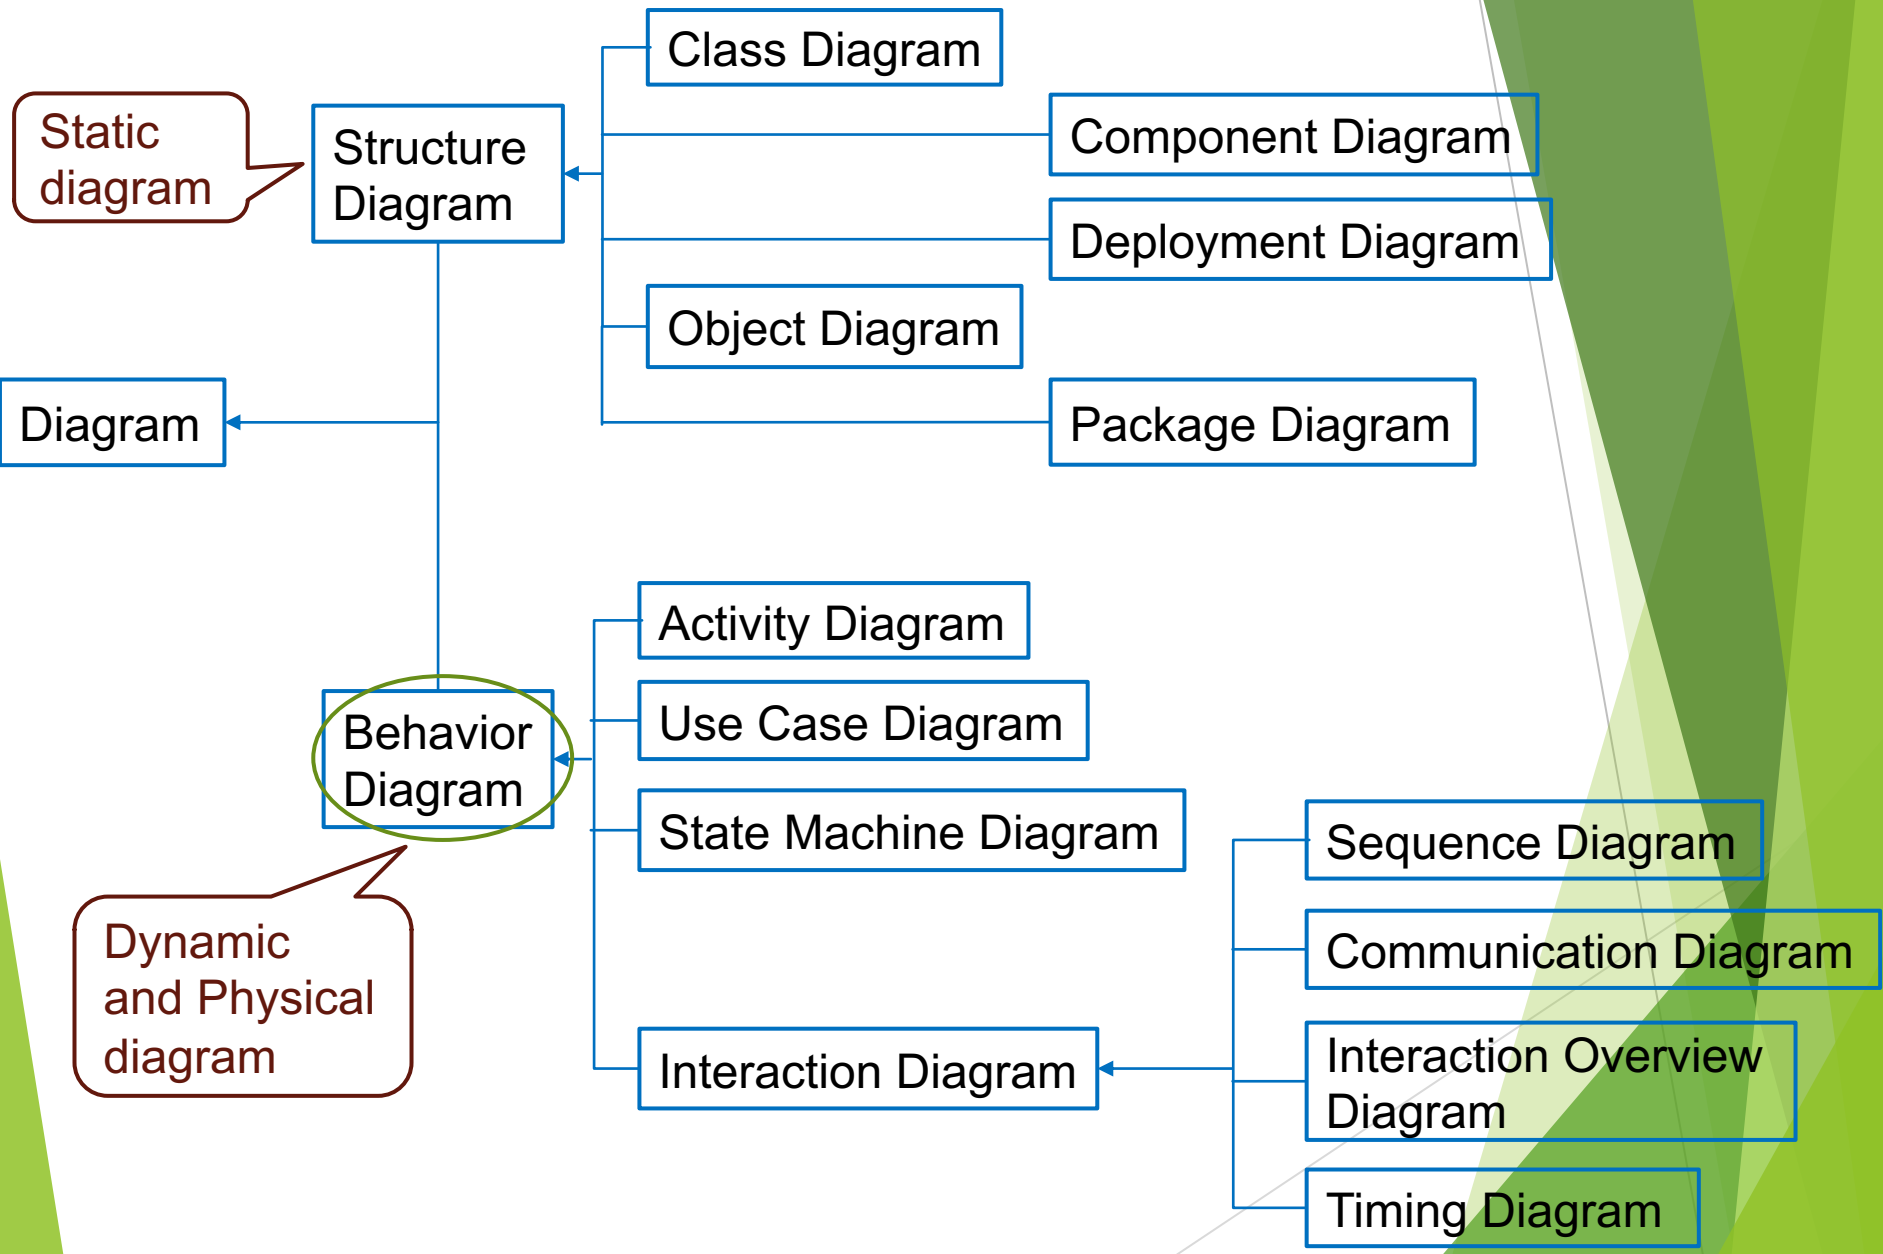 Class Diagram
Static
diagram
Structure
Diagram
Component Diagram
Deployment Diagram
Object Diagram
Diagram
Package Diagram
Activity Diagram
Behavior
Diagram
Use Case Diagram
State Machine Diagram
Sequence Diagram
Dynamic
and Physical
diagram
Communication Diagram
Interaction Diagram
Interaction Overview
Diagram
Timing Diagram